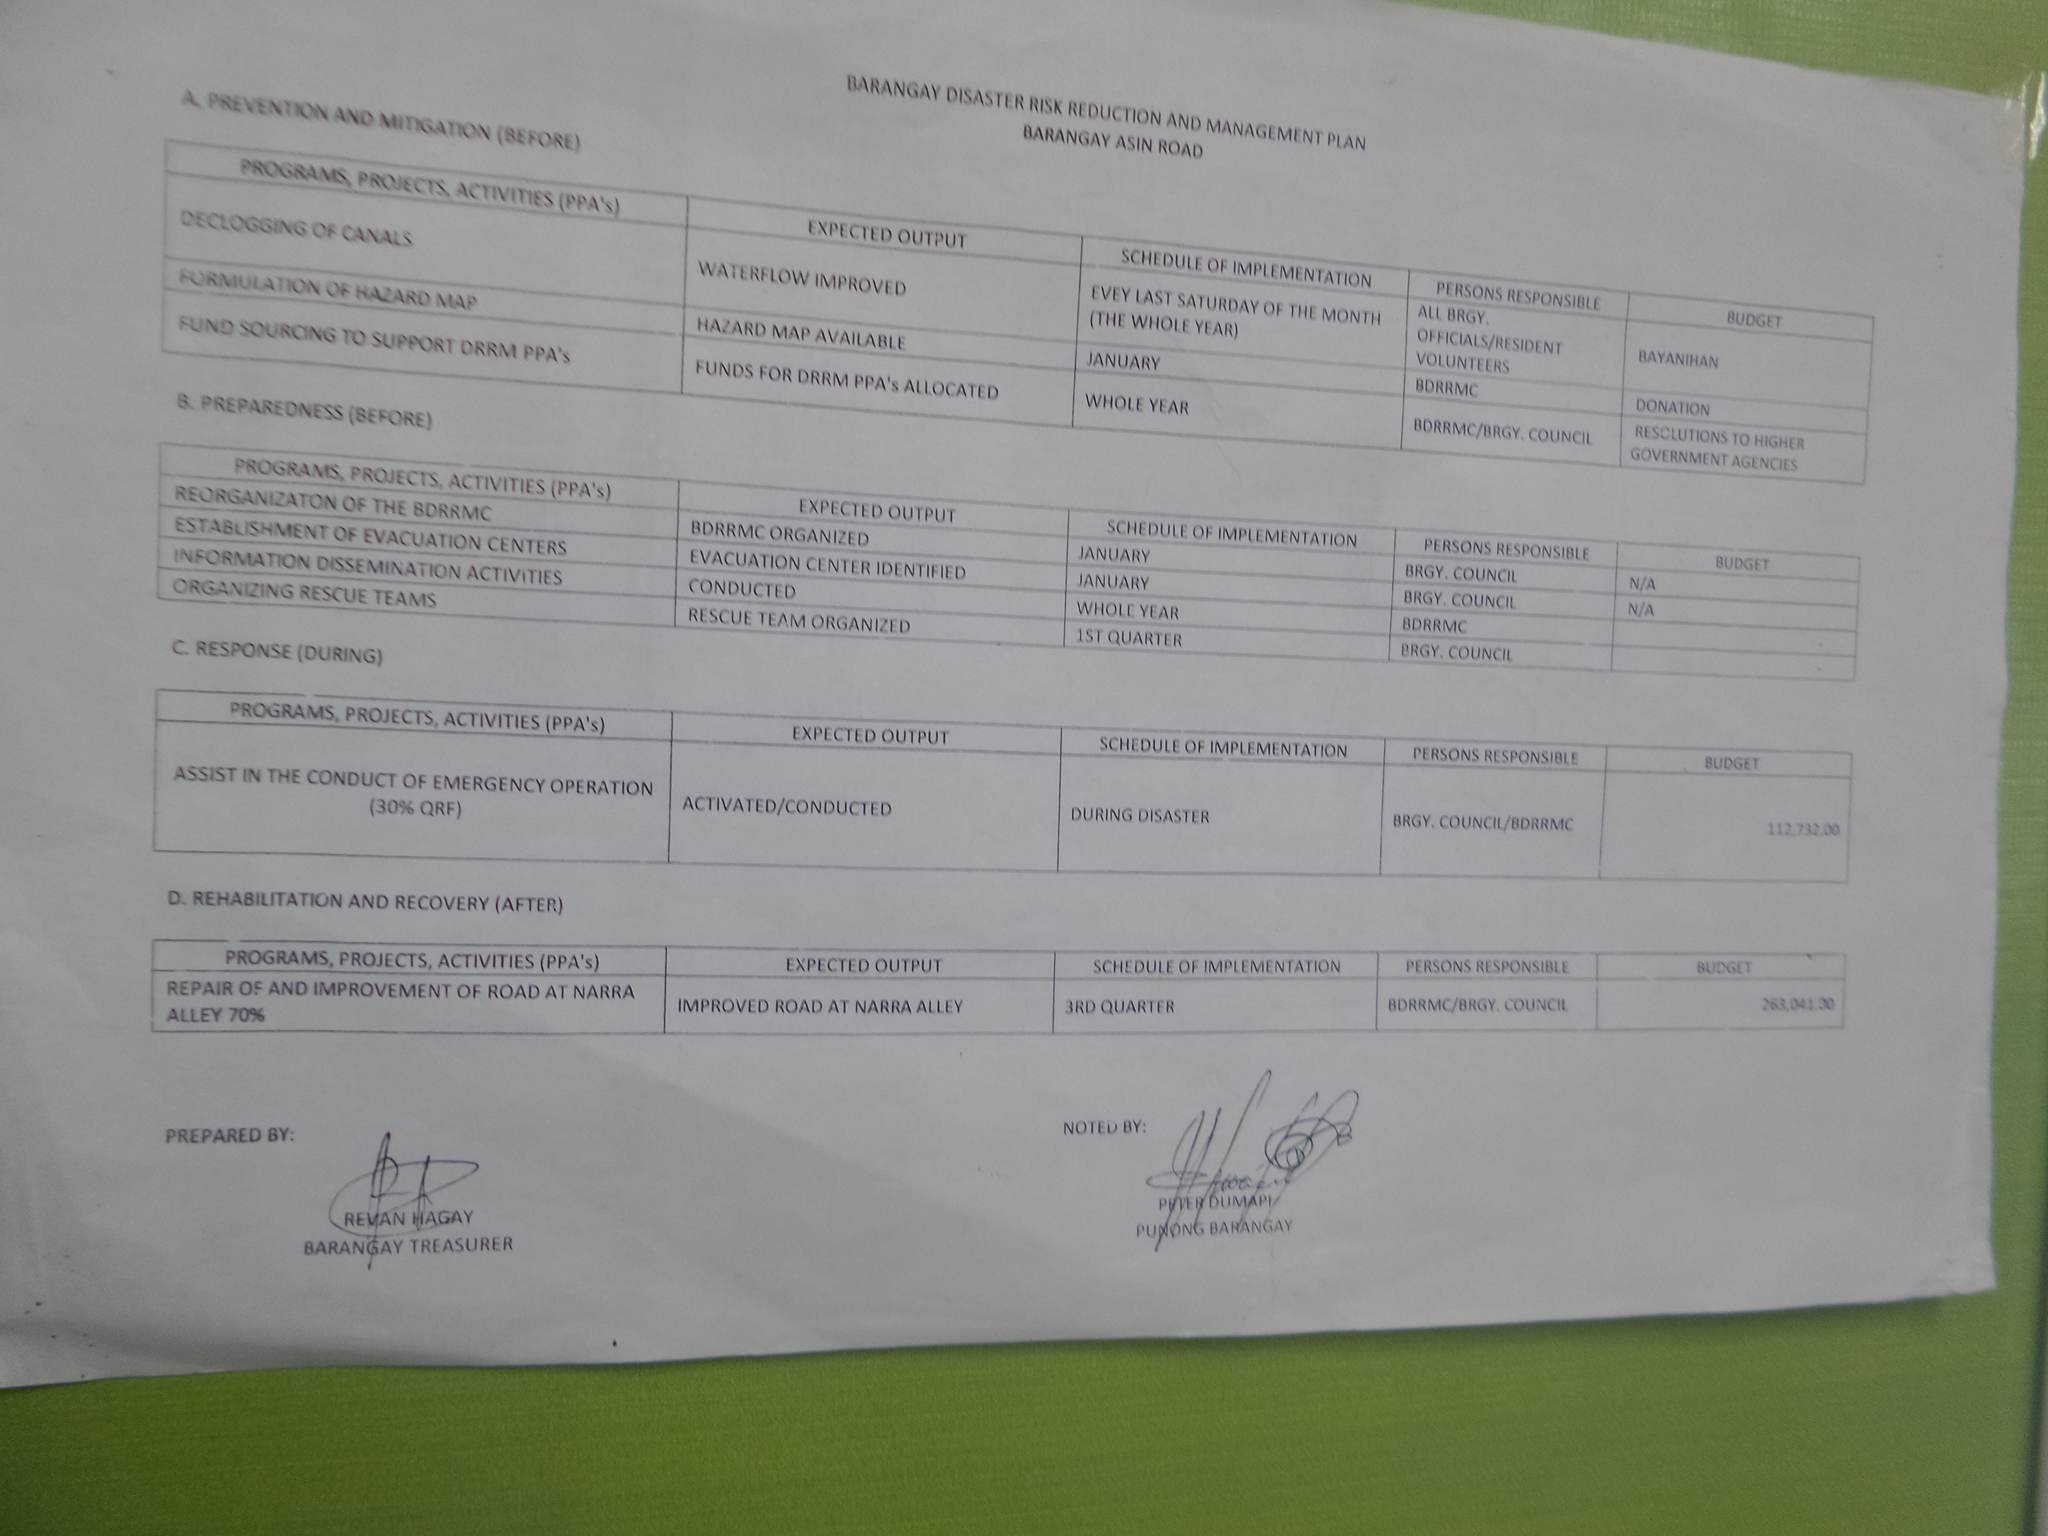 BARANGAY DISASTER RISK REDUCTION AND MANAGEMENT PLAN
BARANGAY ASIN ROAD
A. PREVENTION AND MITIGATION (BEFORE)
PROGRAMS, PROJECTS, ACTIVITIES (PPA's) EXPECTED OUTPUT SCHEDULE OF IMPLEMENTATION PERSONS RESPONSIBLE BUDGET
DECLOGGING OF CANALS WATERFLOW IMPROVED EVEY LAST SATURDAY OF THE MONTH
(THE WHOLE YEAR)
ALL BRGY.
OFFICIALS/RESIDENT
VOLUNTEERS
BAYANIHAN
FORMULATION OF HAZARD MAP HAZARD MAP AVAILABLE JANUARY BDRRMC DONATION
FUND SOURCING TO SUPPORT DRRM PPA's FUNDS FOR DRRM PPA's ALLOCATED WHOLE YEAR BDRRMC/BRGY. COUNCIL RESOLUTIONS TO HIGHER
GOVERNMENT AGENCIES
B. PREPAREDNESS (BEFORE)
PROGRAMS, PROJECTS, ACTIVITIES (PPA's) EXPECTED OUTPUT SCHEDULE OF IMPLEMENTATION PERSONS RESPONSIBLE BUDGET
REORGANIZATON OF THE BDRRMC BDRRMC ORGANIZED JANUARY BRGY. COUNCIL N/A
ESTABLISHMENT OF EVACUATION CENTERS EVACUATION CENTER IDENTIFIED JANUARY BRGY. COUNCIL N/A
INFORMATION DISSEMINATION ACTIVITIES CONDUCTED WHOLE YEAR BDRRMC -
ORGANIZING RESCUE TEAMS RESCUE TEAM ORGANIZED 1ST QUARTER BRGY. COUNCIL -
C. RESPONSE (DURING)
PROGRAMS, PROJECTS, ACTIVITIES (PPA's) EXPECTED OUTPUT SCHEDULE OF IMPLEMENTATION PERSONS RESPONSIBLE BUDGET
ASSIST IN THE CONDUCT OF EMERGENCY OPERATION
(30% QRF)
ACTIVATED/CONDUCTED DURING DISASTER BRGY. COUNCIL/BDRRMC 112,732.00
D. REHABILITATION AND RECOVERY (AFTER)
PROGRAMS, PROJECTS, ACTIVITIES (PPA's) EXPECTED OUTPUT SCHEDULE OF IMPLEMENTATION PERSONS RESPONSIBLE BUDGET
REPAIR OF AND IMPROVEMENT OF ROAD AT NARRA
ALLEY 70%
IMPROVED ROAD AT NARRA ALLEY 3RD QUARTER BDRRMC/BRGY. COUNCIL 263,041.00
PREPARED BY: NOTED BY:
REVAN HAGAY
BARANGAY TREASURER
PETER DUMAPI
PUNONG BARANGAY